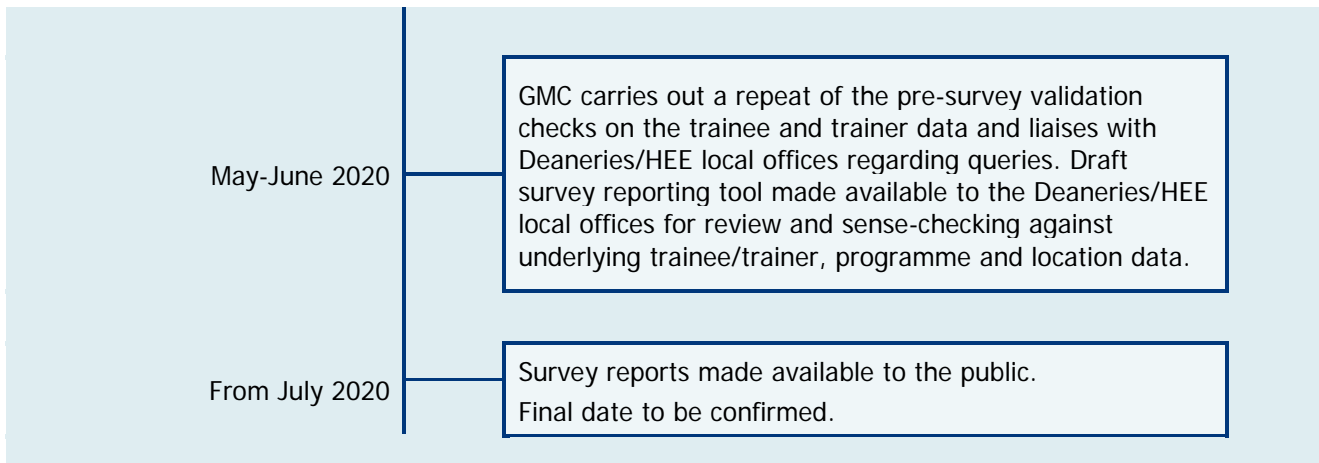 May-June 2020
GMC carries out a repeat of the pre-survey validation
checks on the trainee and trainer data and liaises with
Deaneries/HEE local offices regarding queries. Draft
survey reporting tool made available to the Deaneries/HEE
local offices for review and sense-checking against
underlying trainee/trainer, programme and location data.
From July 2020
Survey reports made available to the public.
Final date to be confirmed.